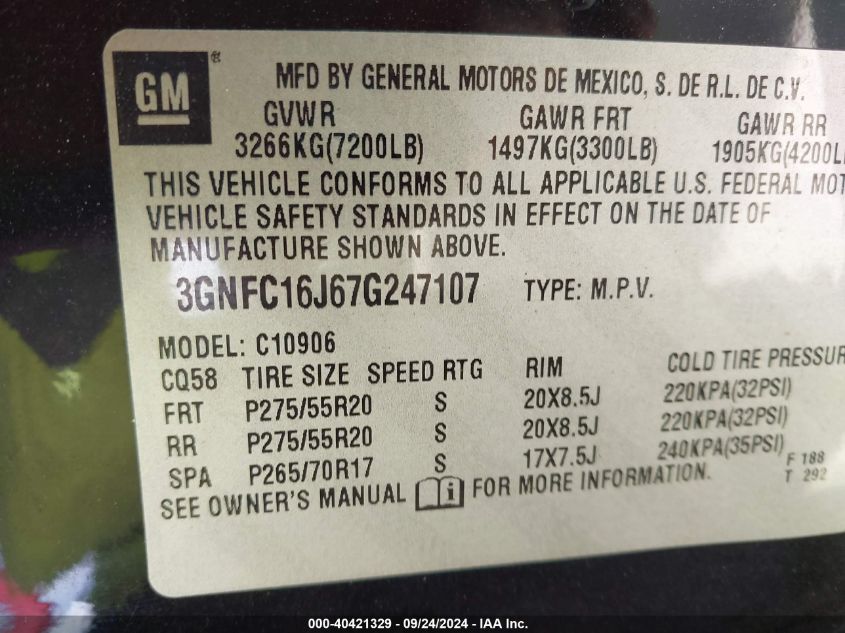 GM ®
MFD BY GENERAL MOTORS DE MEXICO, S. DE R.L. DE C.V.
GVWR GAWR FRT GAWR RR
3266KG(7200LB) 1497KG(3300LB) 1905KG(4200L
THIS VEHICLE CONFORMS TO ALL APPLICABLE U.S. FEDERAL MOT
VEHICLE SAFETY STANDARDS IN EFFECT ON THE DATE OF
MANUFACTURE SHOWN ABOVE.
3GNFC16J67G247107 TYPE: M.P.V.
MODEL: C10906
CQ58 TIRE SIZE SPEED RTG RIM COLD TIRE PRESSUR
FRT P275/55R20 S 20X8.5J 220KPA(32PSI)
RR P275/55R20 S 20X8.5J 220KPA(32PSI)
SPA P265/70R17 S 17X7.5J 240KPA(35PSI) F 188
SEE OWNER'S MANUAL i FOR MORE INFORMATION. T 292
000-40421329 - 09/24/2024 - IAA Inc.